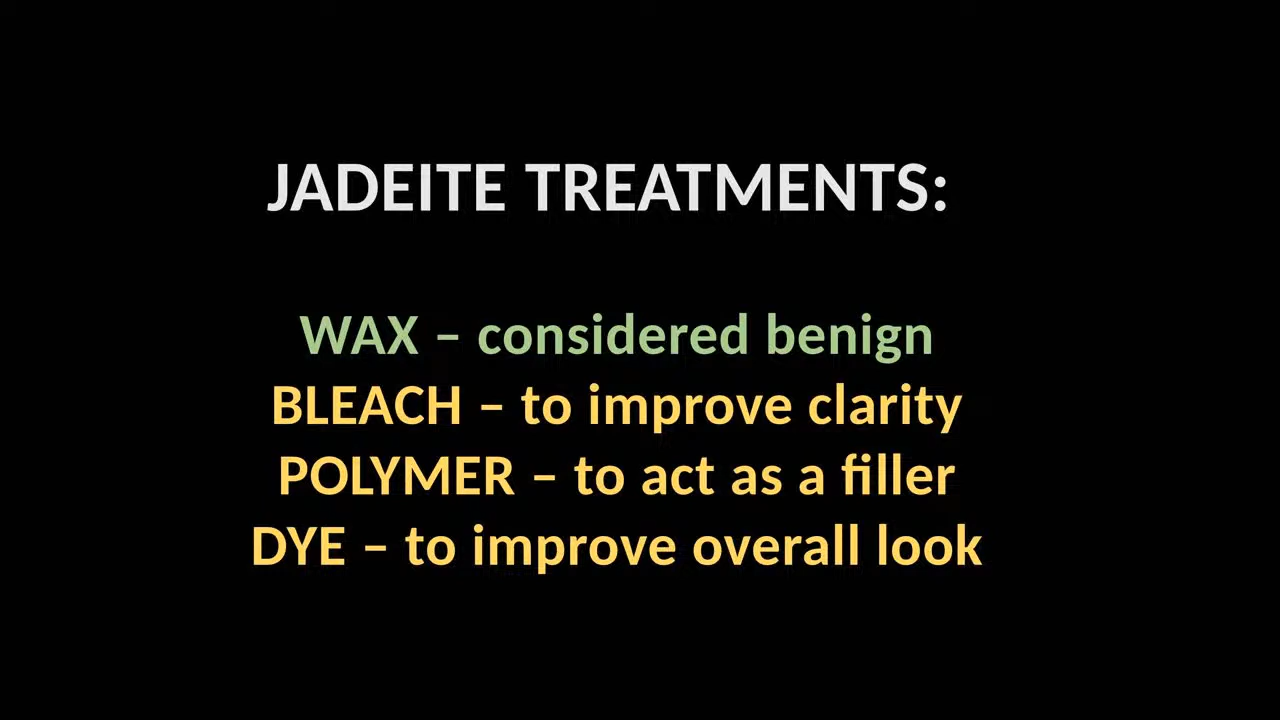 JADEITE TREATMENTS:
WAX – considered benign
BLEACH – to improve clarity
POLYMER – to act as a filler
DYE – to improve overall look